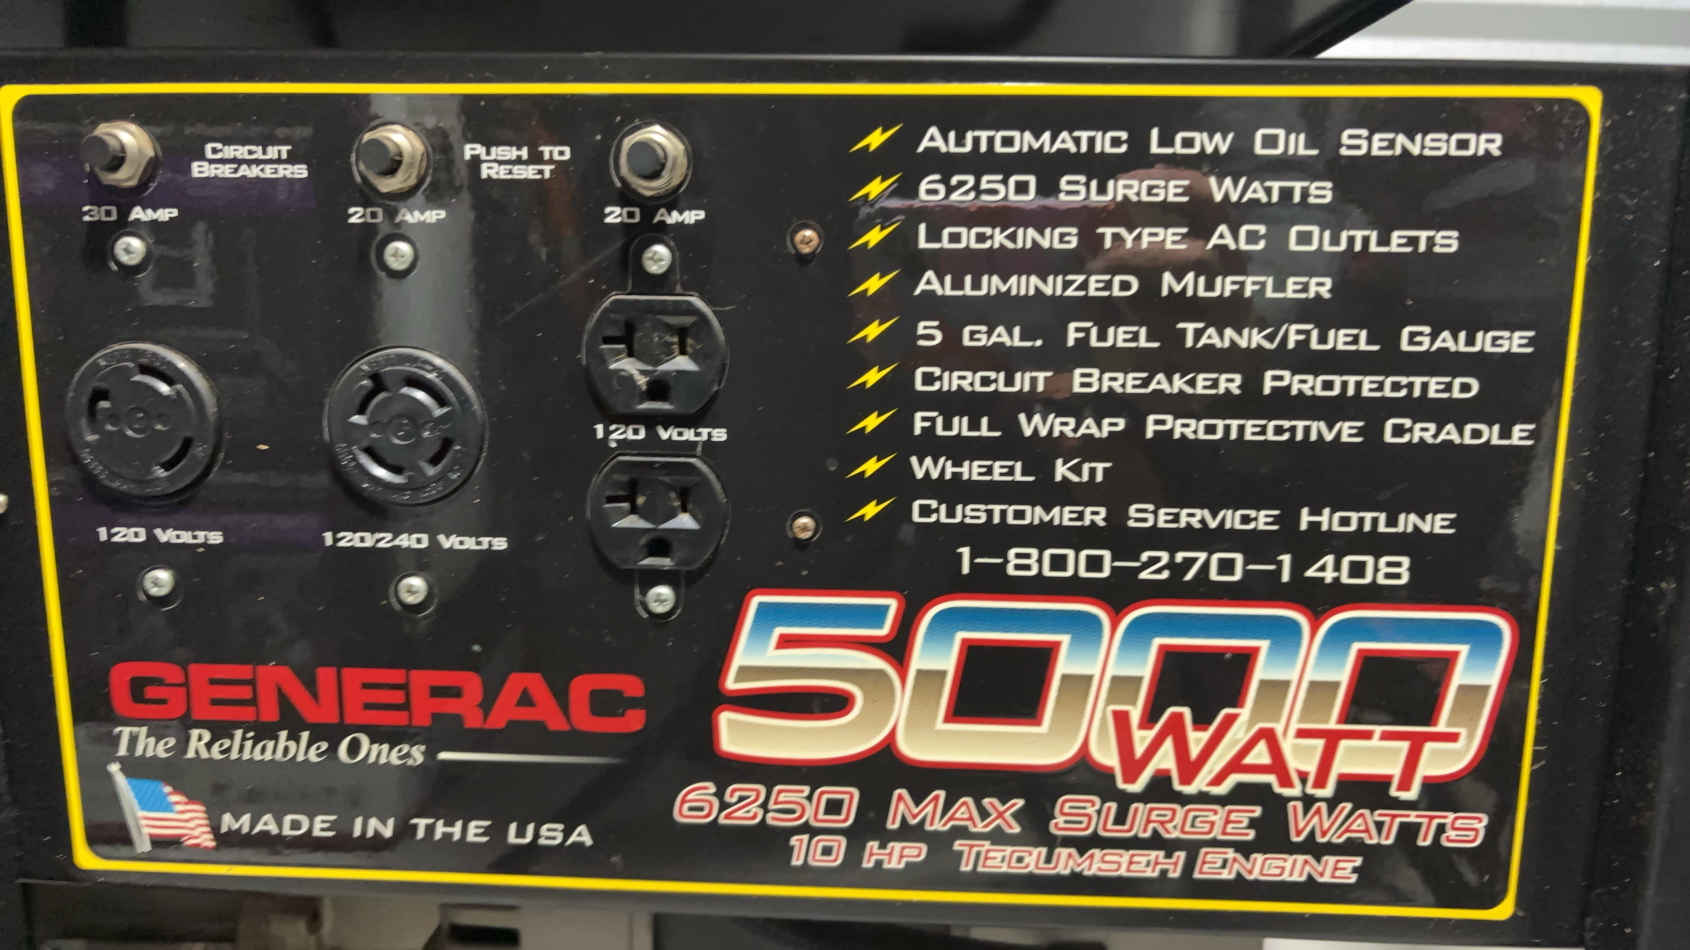 CIRCUIT
BREAKERS
PUSH TO
RESET
30 AMP
20 AMP
20 AMP
120 VOLTS
120/240 VOLTS
120 VOLTS
AUTOMATIC LOW OIL SENSOR
6250 SURGE WATTS
LOCKING TYPE AC OUTLETS
ALUMINIZED MUFFLER
5 GAL. FUEL TANK/FUEL GAUGE
CIRCUIT BREAKER PROTECTED
FULL WRAP PROTECTIVE CRADLE
WHEEL KIT
CUSTOMER SERVICE HOTLINE
1-800-270-1408
GENERAC
The Reliable Ones
MADE IN THE USA
5000
WATT
6250 MAX SURGE WATTS
10 HP TECUMSEH ENGINE